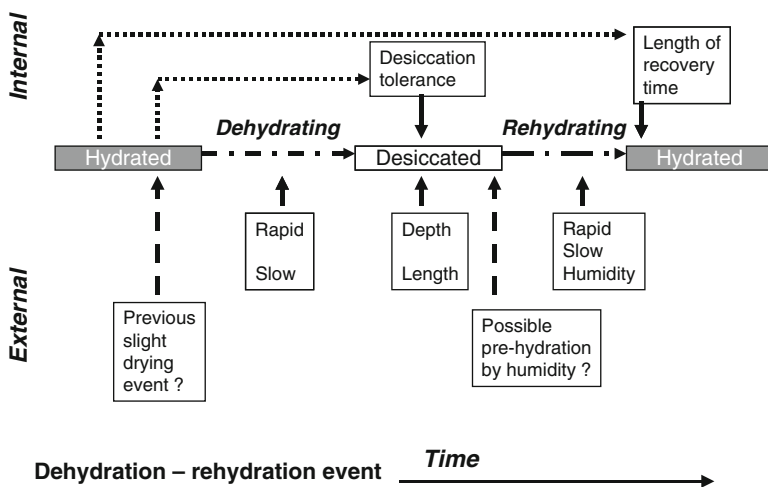 Internal
Desiccation
tolerance
Length of
recovery
time
Dehydrating
Rehydrating
Hydrated
Desiccated
Hydrated
External
Rapid
Slow
Depth
Length
Rapid
Slow
Humidity
Previous
slight
drying
event ?
Possible
pre-hydration
by humidity ?
Dehydration – rehydration event
Time